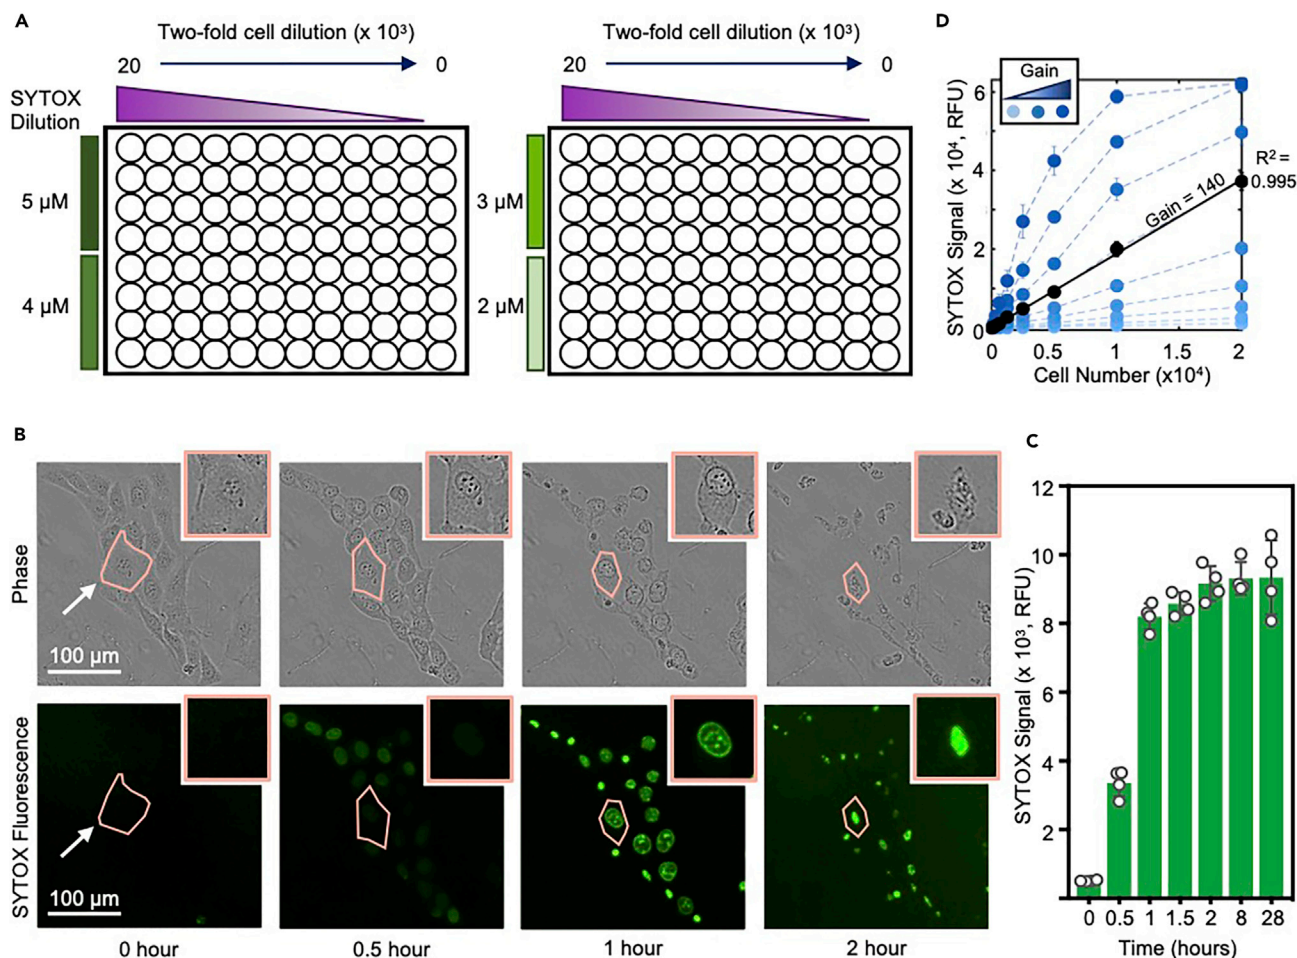 A
Two-fold cell dilution (x 10³)
20
0
SYTOX
Dilution
5 μM
4 μM
Two-fold cell dilution (x 10³)
20
0
3 μM
2 μM
D
Gain
SYTOX Signal (x 10⁴, RFU)
6
4
2
0
Gain = 140
R² =
0.995
0
0.5
1
1.5
2
Cell Number (x10⁴)
B
Phase
100 μm
SYTOX Fluorescence
100 μm
0 hour
0.5 hour
1 hour
2 hour
C
SYTOX Signal (x 10³, RFU)
12
10
8
6
4
2
0
0.5
1
1.5
2
8
28
Time (hours)